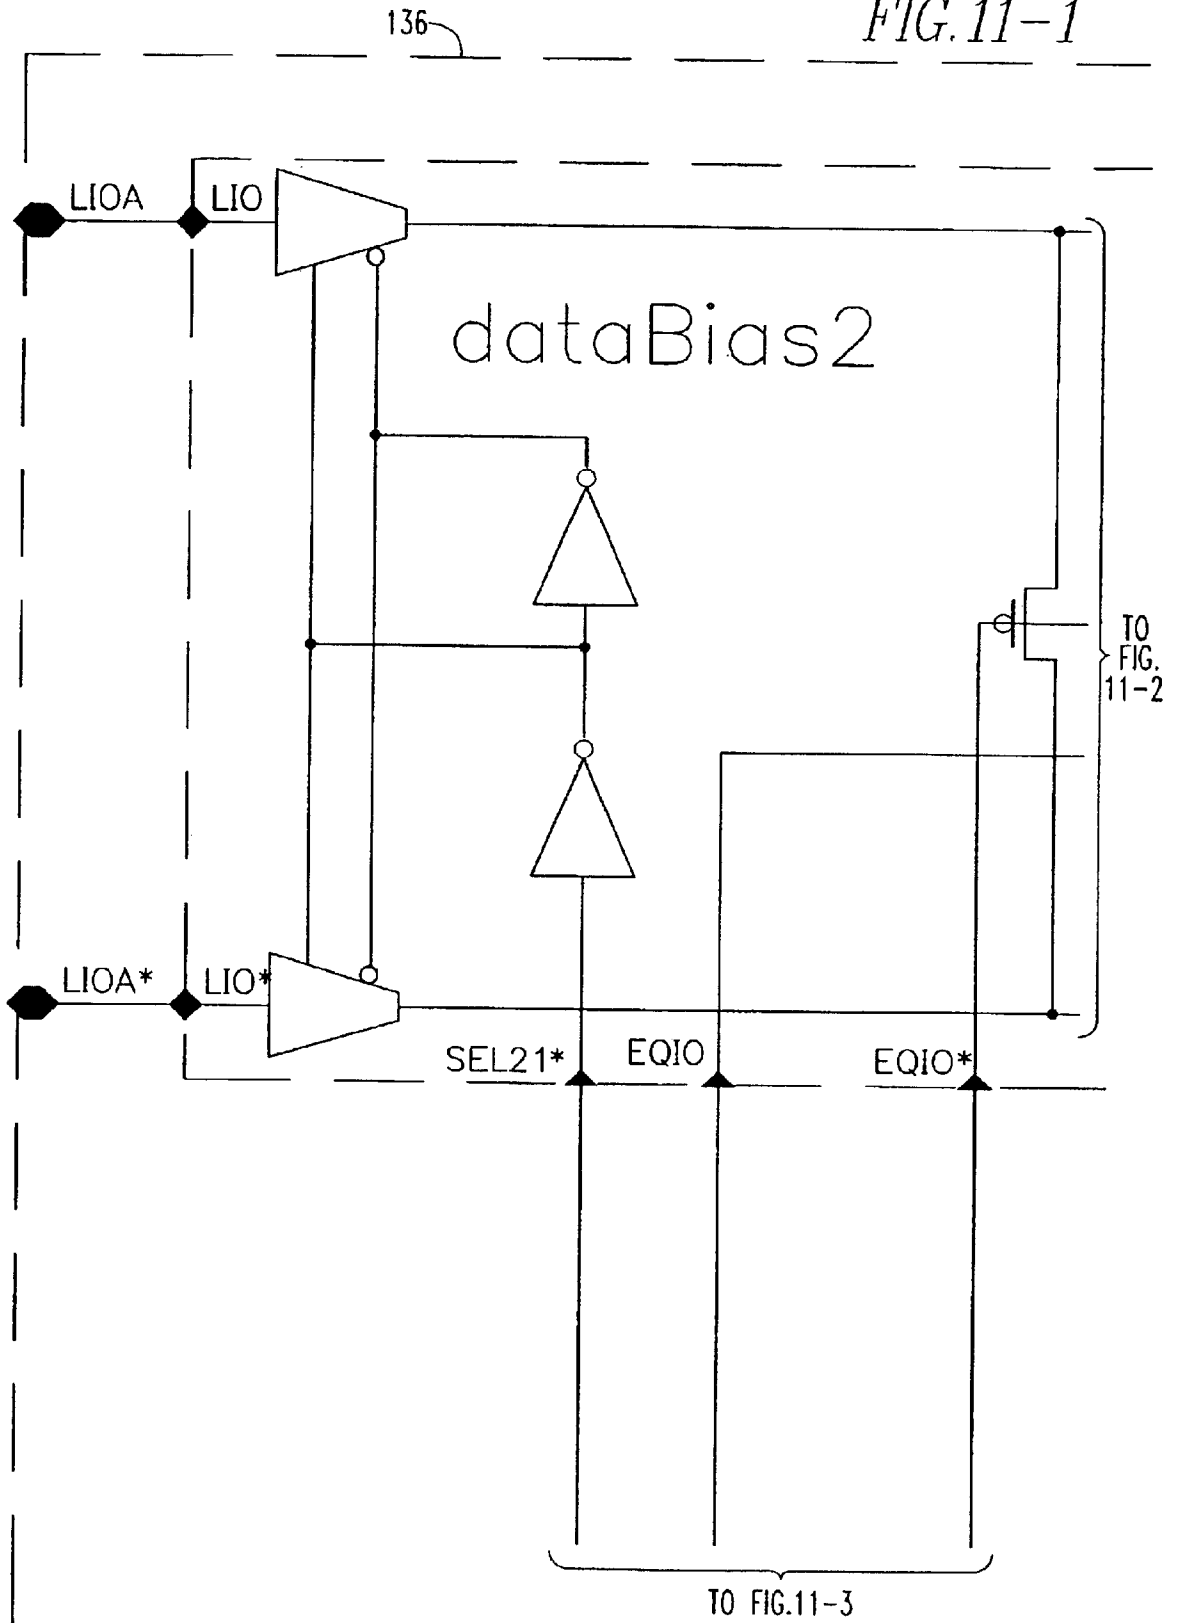 FIG. 11-1
136
LIOA
LIO
dataBias2
TO
FIG.
11-2
LIOA*
LIO*
SEL21*
EQIO
EQIO*
TO FIG.11-3